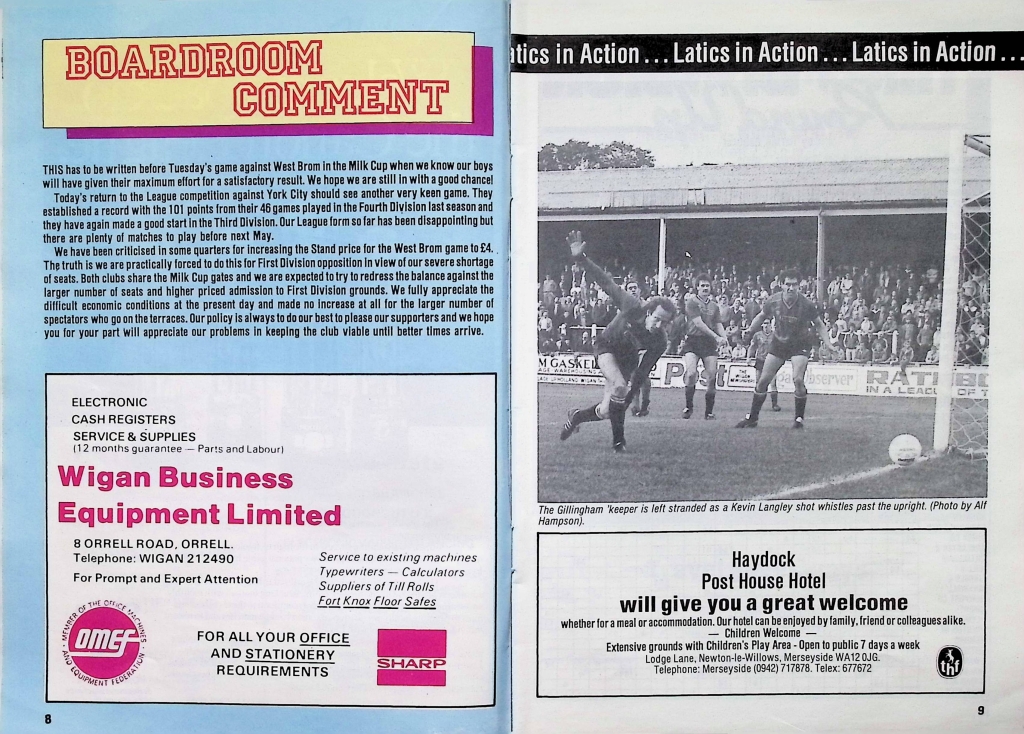 BOARDROOM
COMMENT
THIS has to be written before Tuesday's game against West Brom in the Milk Cup when we know our boys
will have given their maximum effort for a satisfactory result. We hope we are still in with a good chance!
Today's return to the League competition against York City should see another very keen game. They
established a record with the 101 points from their 46 games played in the Fourth Division last season and
they have again made a good start in the Third Division. Our League form so far has been disappointing but
there are plenty of matches to play before next May.
We have been criticised in some quarters for increasing the Stand price for the West Brom game to £4.
The truth is we are practically forced to do this for First Division opposition in view of our severe shortage
of seats. Both clubs share the Milk Cup gates and we are expected to try to redress the balance against the
larger number of seats and higher priced admission to First Division grounds. We fully appreciate the
difficult economic conditions at the present day and made no increase at all for the larger number of
spectators who go on the terraces. Our policy is always to do our best to please our supporters and we hope
you for your part will appreciate our problems in keeping the club viable until better times arrive.
ELECTRONIC
CASH REGISTERS
SERVICE & SUPPLIES
(12 months guarantee — Parts and Labour)
Wigan Business
Equipment Limited
8 ORRELL ROAD, ORRELL.
Telephone: WIGAN 212490
For Prompt and Expert Attention
Service to existing machines
Typewriters — Calculators
Suppliers of Till Rolls
Fort Knox Floor Safes
MEMBER OF THE OFFICE MACHINES
omef
AND EQUIPMENT FEDERATION
FOR ALL YOUR OFFICE
AND STATIONERY
REQUIREMENTS
SHARP
8
atics in Action ... Latics in Action ... Latics in Action ...
M GASKEL
Post
server
RATHBO
IN A LEAGUE OF T
The Gillingham 'keeper is left stranded as a Kevin Langley shot whistles past the upright. (Photo by Alf
Hampson).
Haydock
Post House Hotel
will give you a great welcome
whether for a meal or accommodation. Our hotel can be enjoyed by family, friend or colleagues alike.
— Children Welcome —
Extensive grounds with Children's Play Area - Open to public 7 days a week
Lodge Lane, Newton-le-Willows, Merseyside WA12 0JG.
Telephone: Merseyside (0942) 717878. Telex: 677672
thf
9